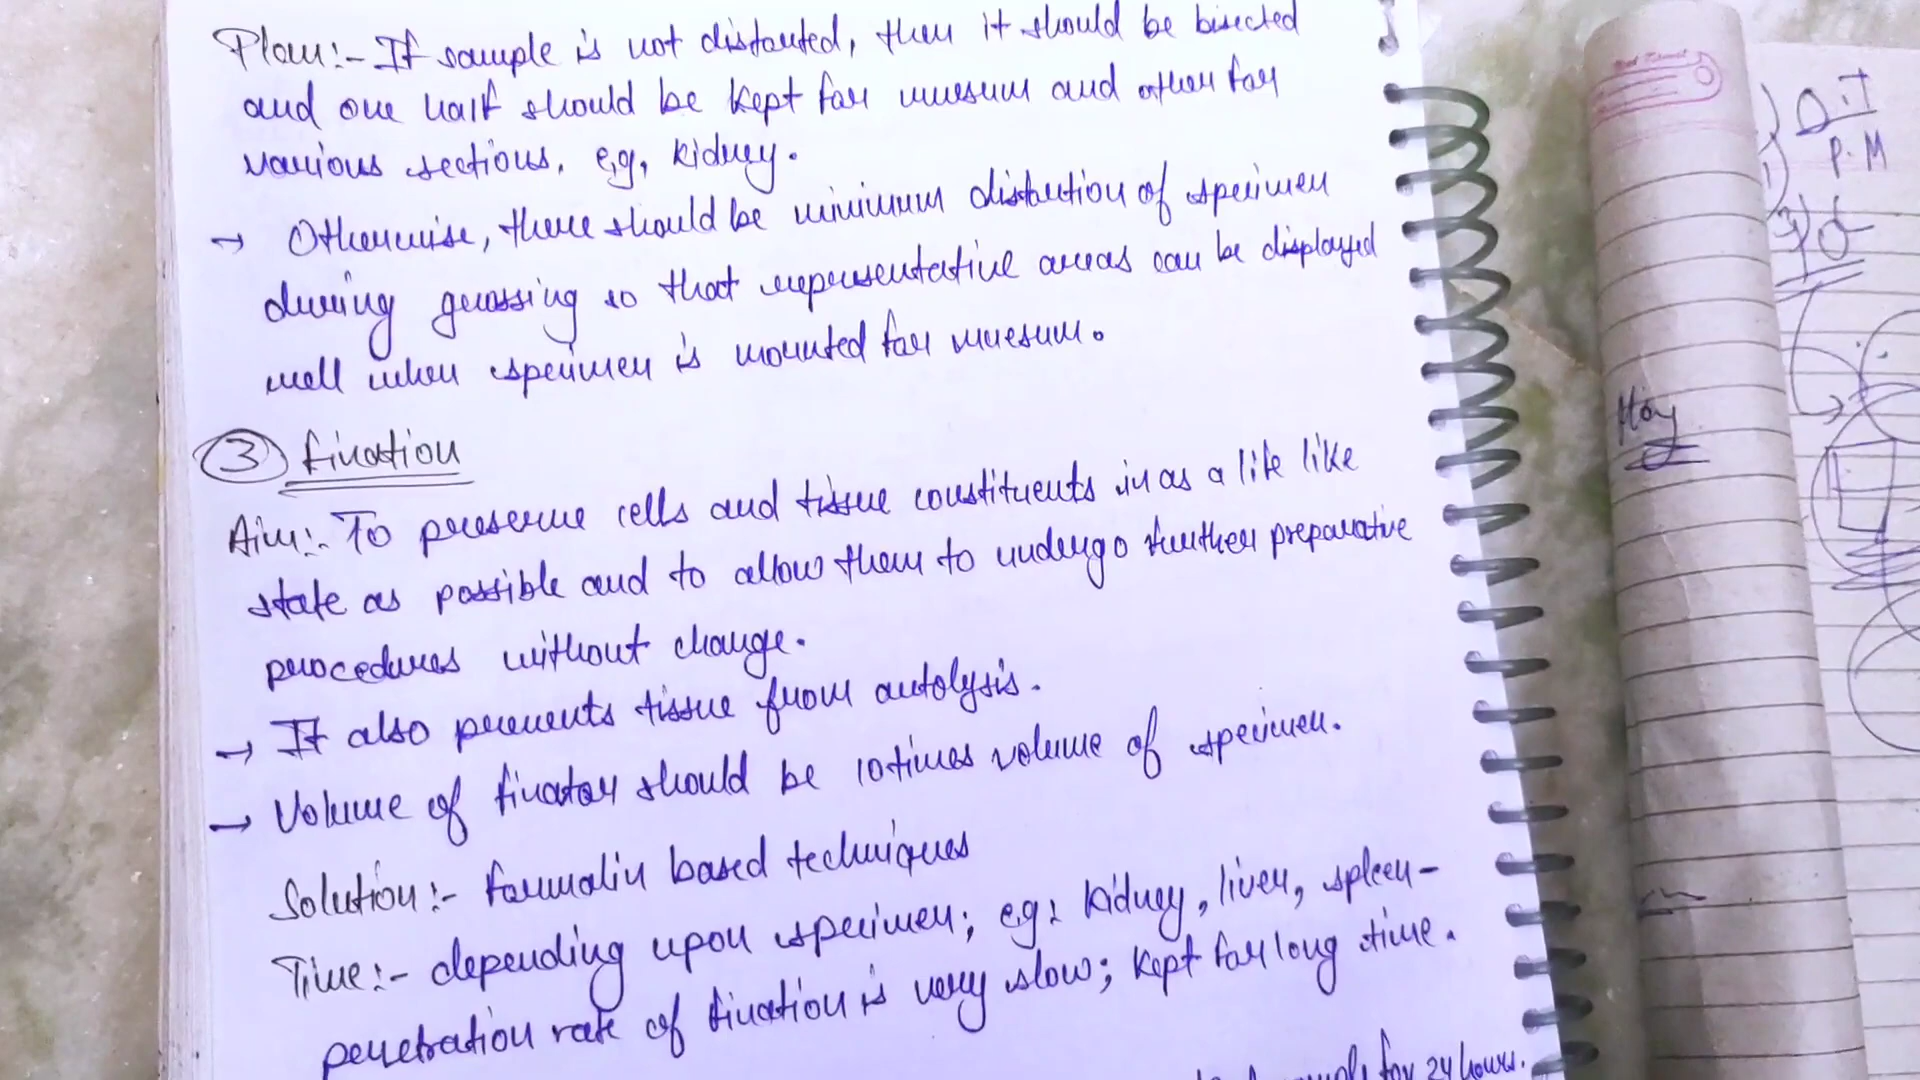 Plan:- If sample is not distorted, then it should be bisected
and one half should be kept for museum and other for
various sections. e.g. kidney.
→ Otherwise, there should be minimum distortion of specimen
during grossing so that representative areas can be displayed
well when specimen is mounted for museum.
③ fixation
Aim:- To preserve cells and tissue constituents in as a life like
state as possible and to allow them to undergo further preparative
procedures without change.
→ It also prevents tissue from autolysis.
→ Volume of fixator should be 10 times volume of specimen.
Solution:- formalin based techniques
Time:- depending upon specimen; eg: kidney, liver, spleen-
penetration rate of fixation is very slow; kept for long time.
for 24 hours.
O.I
P.M
May